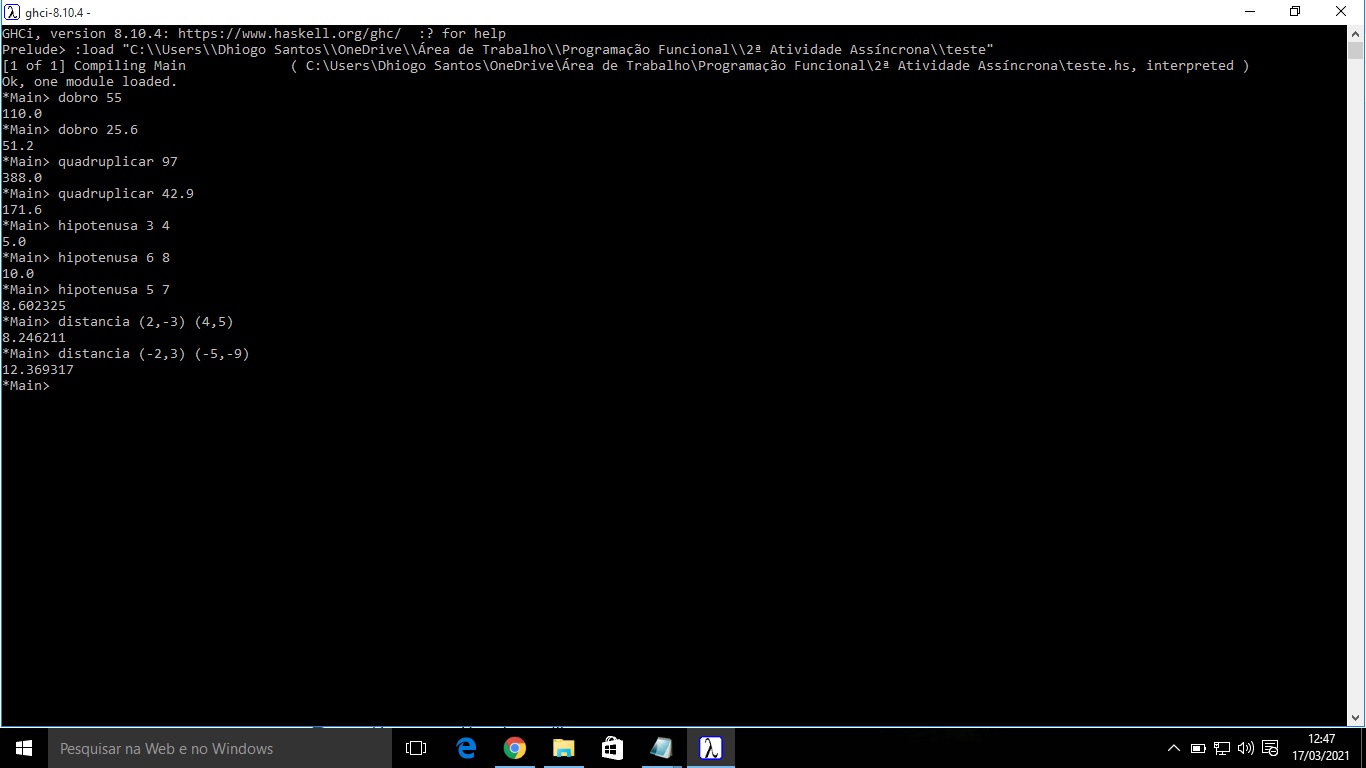 ghci-8.10.4 -
GHCi, version 8.10.4: https://www.haskell.org/ghc/  :? for help
Prelude> :load "C:\\Users\\Dhiogo Santos\\OneDrive\\Área de Trabalho\\Programação Funcional\\2ª Atividade Assíncrona\\teste"
[1 of 1] Compiling Main             ( C:\Users\Dhiogo Santos\OneDrive\Área de Trabalho\Programação Funcional\2ª Atividade Assíncrona\teste.hs, interpreted )
Ok, one module loaded.
*Main> dobro 55
110.0
*Main> dobro 25.6
51.2
*Main> quadruplicar 97
388.0
*Main> quadruplicar 42.9
171.6
*Main> hipotenusa 3 4
5.0
*Main> hipotenusa 6 8
10.0
*Main> hipotenusa 5 7
8.602325
*Main> distancia (2,-3) (4,5)
8.246211
*Main> distancia (-2,3) (-5,-9)
12.369317
*Main>
Pesquisar na Web e no Windows
12:47
17/03/2021